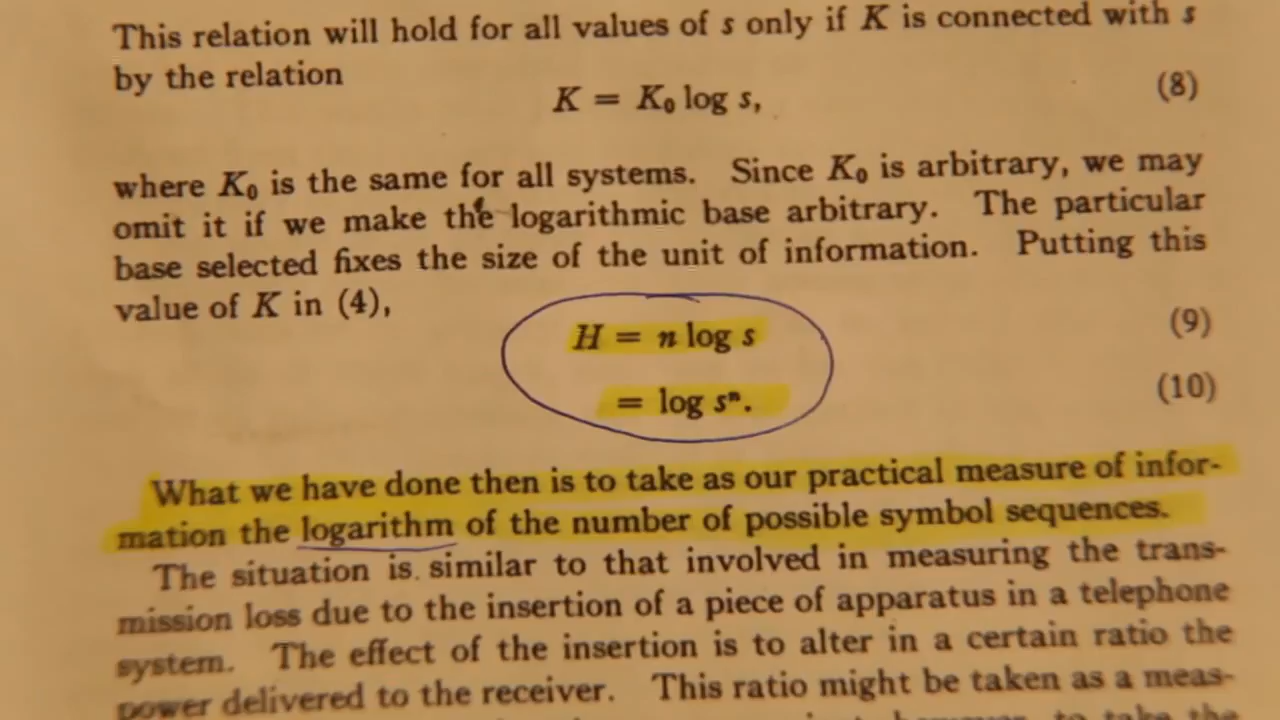 This relation will hold for all values of s only if K is connected with s
by the relation
K = K₀ log s, (8)
where K₀ is the same for all systems. Since K₀ is arbitrary, we may
omit it if we make the logarithmic base arbitrary. The particular
base selected fixes the size of the unit of information. Putting this
value of K in (4),
H = n log s (9)
= log sⁿ. (10)
What we have done then is to take as our practical measure of infor-
mation the logarithm of the number of possible symbol sequences.
The situation is similar to that involved in measuring the trans-
mission loss due to the insertion of a piece of apparatus in a telephone
system. The effect of the insertion is to alter in a certain ratio the
power delivered to the receiver. This ratio might be taken as a meas-
however, to take the